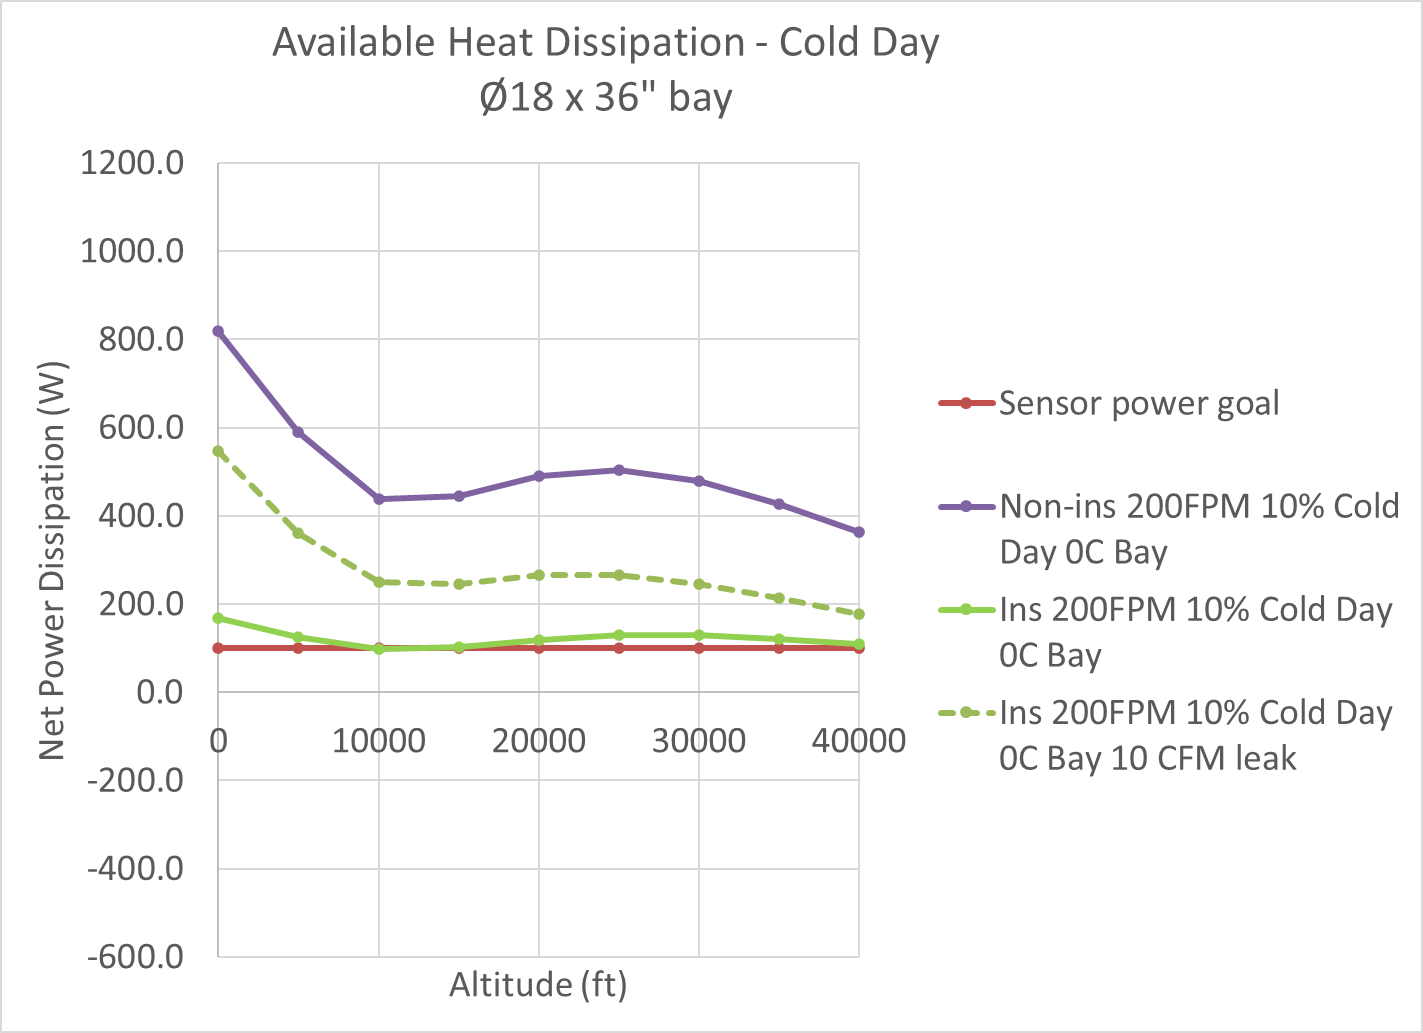 Available Heat Dissipation - Cold Day
Ø18 x 36" bay
1200.0
1000.0
800.0
600.0
400.0
200.0
0.0
-200.0
-400.0
-600.0
Net Power Dissipation (W)
0
10000
20000
30000
40000
Altitude (ft)
Sensor power goal
Non-ins 200FPM 10% Cold
Day 0C Bay
Ins 200FPM 10% Cold Day
0C Bay
Ins 200FPM 10% Cold Day
0C Bay 10 CFM leak